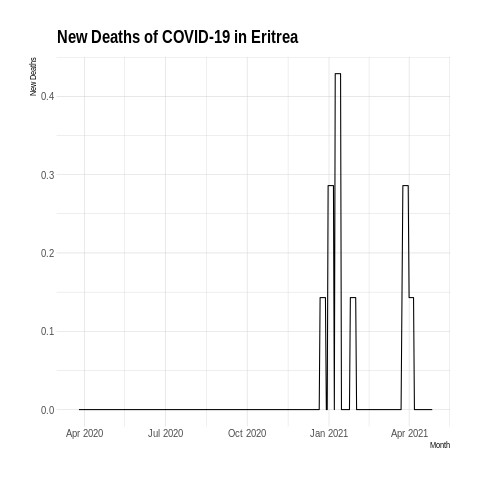 New Deaths of COVID-19 in Eritrea
New Deaths
0.4
0.3
0.2
0.1
0.0
Apr 2020 Jul 2020 Oct 2020 Jan 2021 Apr 2021
Month